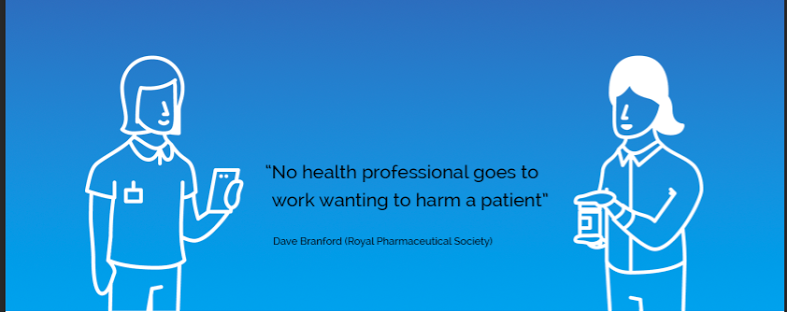 “No health professional goes to
work wanting to harm a patient”
Dave Branford (Royal Pharmaceutical Society)